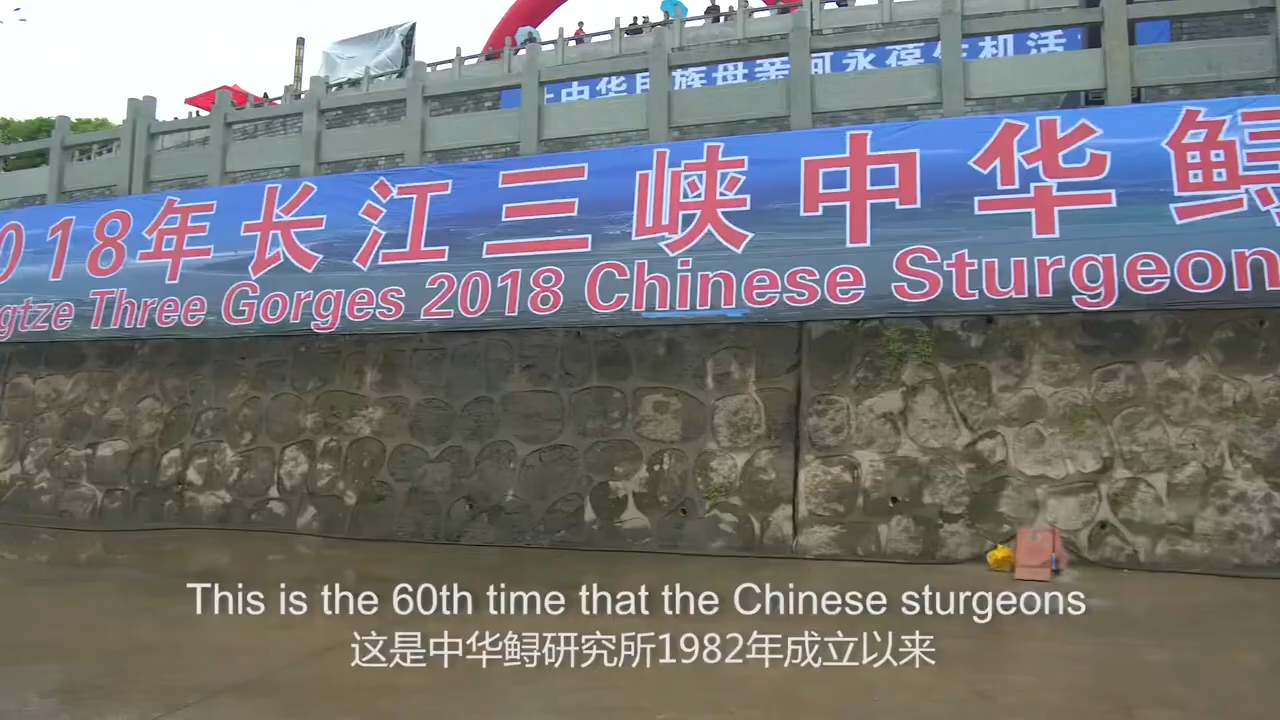 中华民族母亲河永葆生机活
018年长江三峡中华鲟
gtze Three Gorges 2018 Chinese Sturgeon
This is the 60th time that the Chinese sturgeons
这是中华鲟研究所1982年成立以来